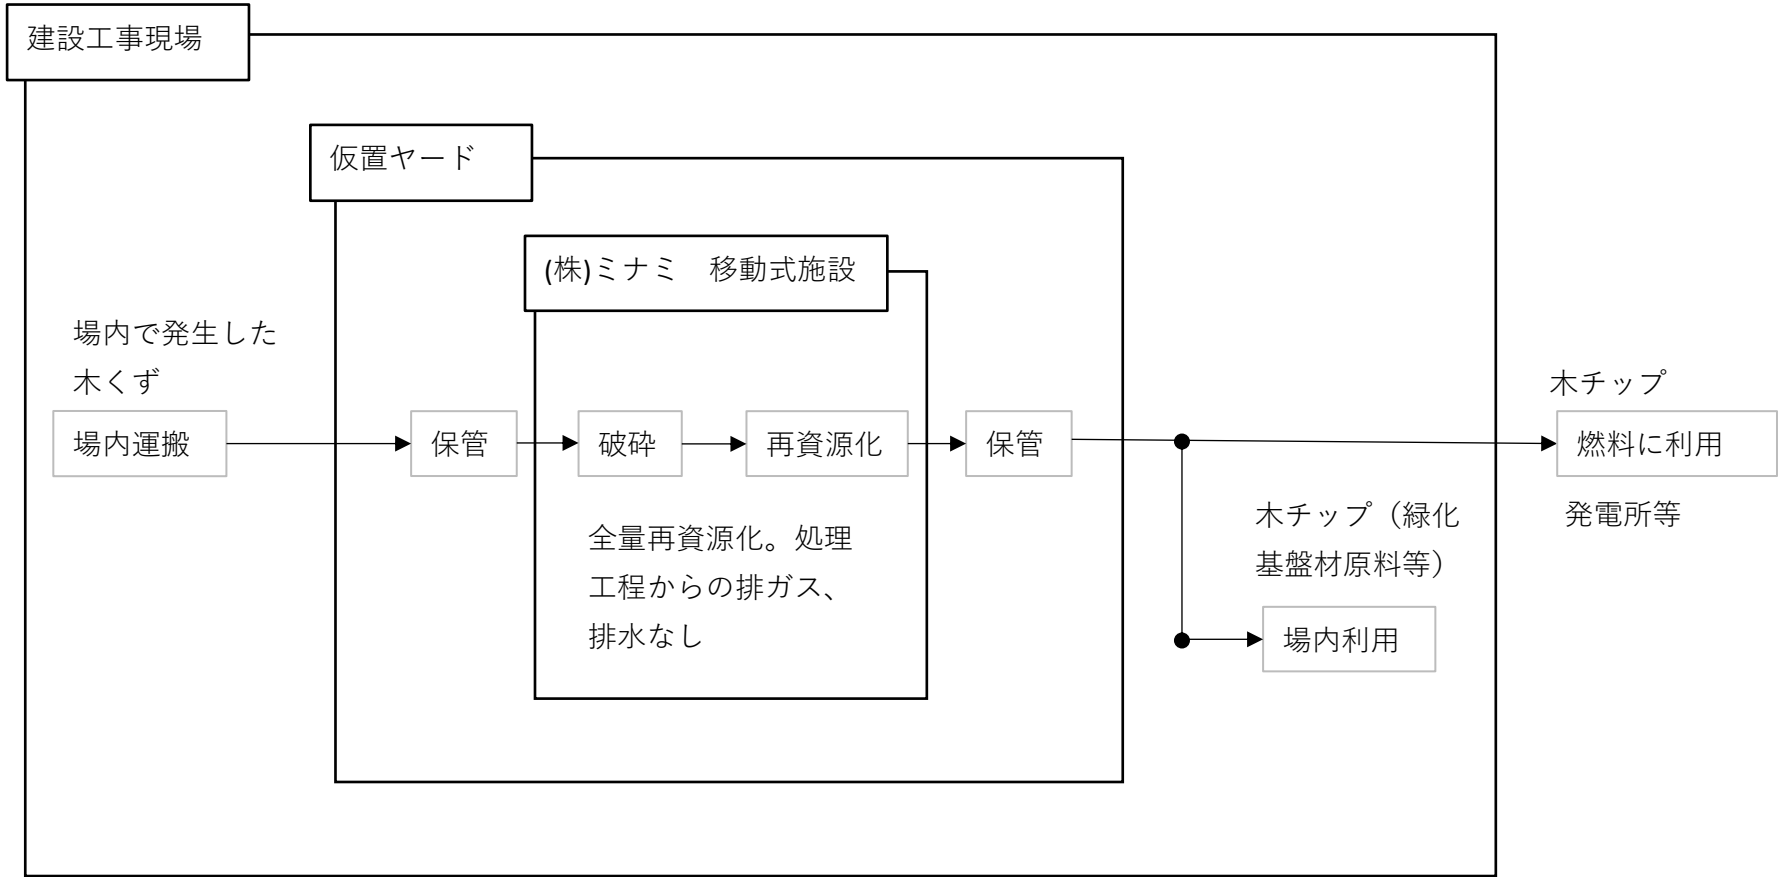 建設工事現場
仮置ヤード
(株)ミナミ　移動式施設
場内で発生した
木くず
場内運搬
保管
破砕
再資源化
保管
全量再資源化。処理
工程からの排ガス、
排水なし
木チップ
燃料に利用
発電所等
木チップ（緑化
基盤材原料等）
場内利用